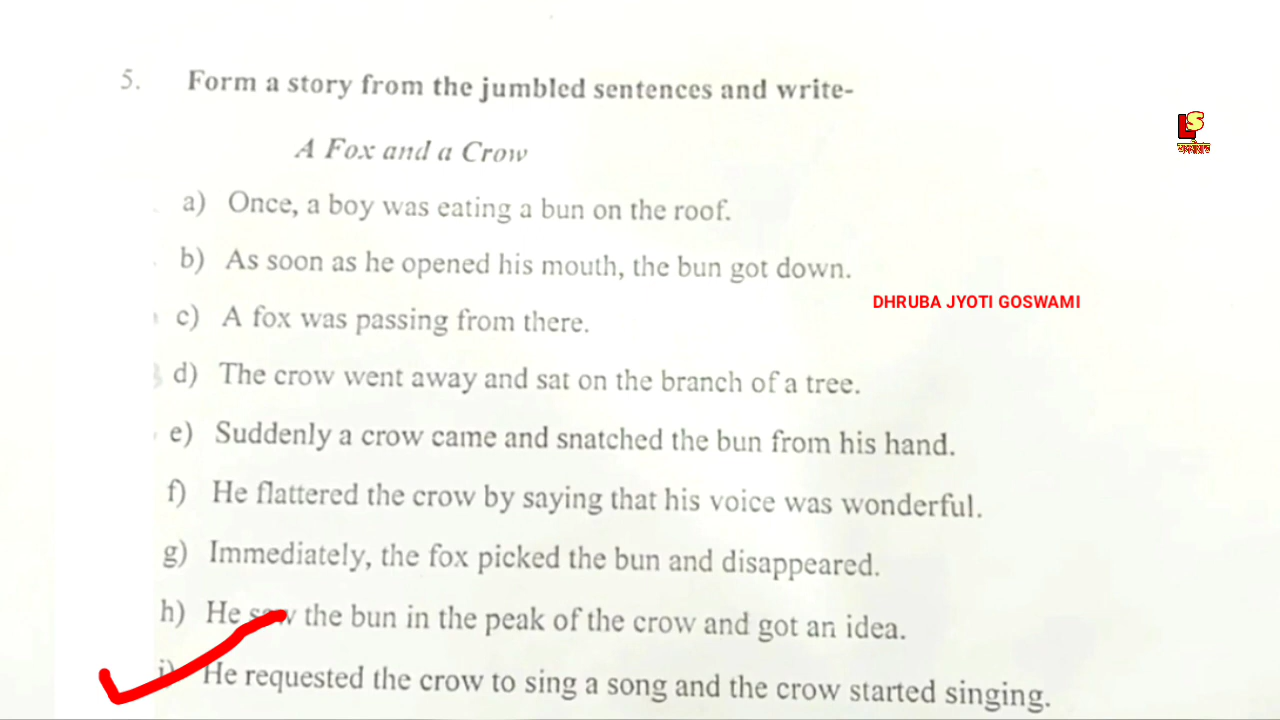 5. Form a story from the jumbled sentences and write-
A Fox and a Crow
a) Once, a boy was eating a bun on the roof.
b) As soon as he opened his mouth, the bun got down.
DHRUBA JYOTI GOSWAMI
c) A fox was passing from there.
d) The crow went away and sat on the branch of a tree.
e) Suddenly a crow came and snatched the bun from his hand.
f) He flattered the crow by saying that his voice was wonderful.
g) Immediately, the fox picked the bun and disappeared.
h) He saw the bun in the peak of the crow and got an idea.
i) He requested the crow to sing a song and the crow started singing.
LS